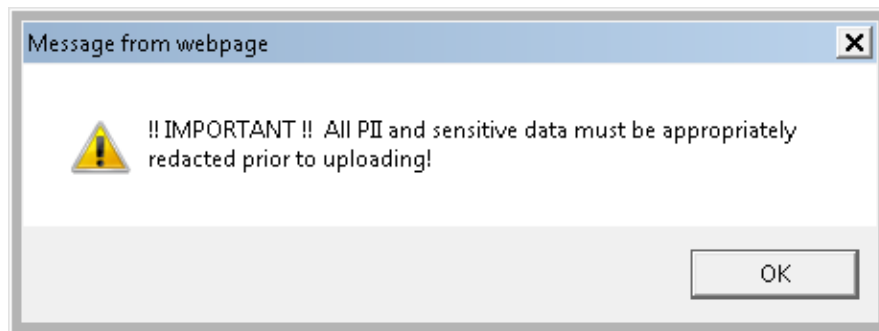 Message from webpage
!! IMPORTANT !!  All PII and sensitive data must be appropriately
redacted prior to uploading!
OK